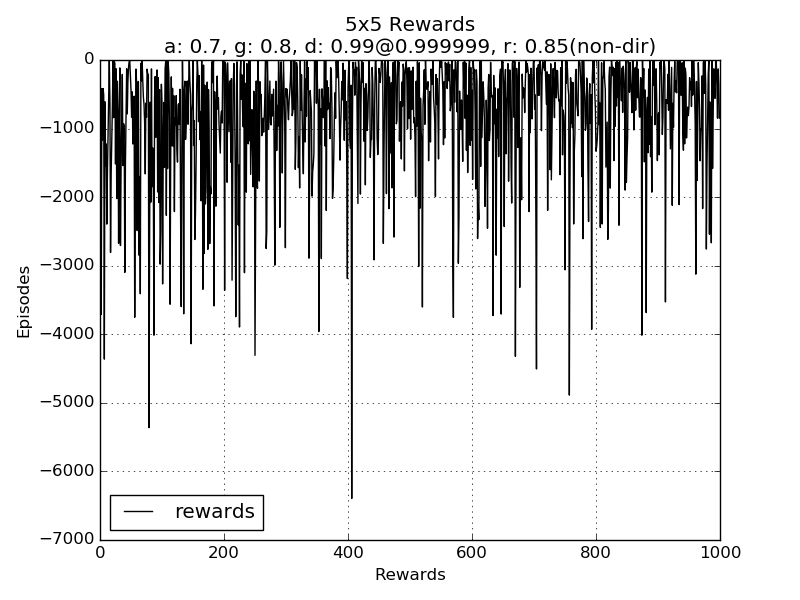 5x5 Rewards
a: 0.7, g: 0.8, d: 0.99@0.999999, r: 0.85(non-dir)
0
−1000
−2000
−3000
−4000
−5000
−6000
−7000
Episodes
rewards
0 200 400 600 800 1000
Rewards